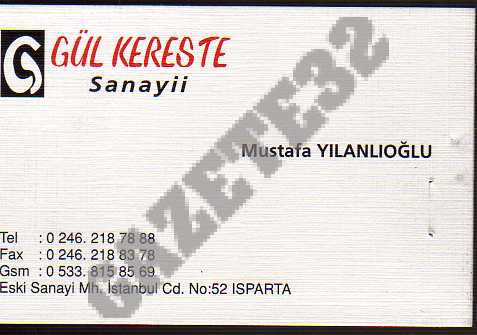 GÜL KERESTE
Sanayii
Mustafa YILANLIOĞLU
Tel : 0 246. 218 78 88
Fax : 0 246. 218 83 78
Gsm : 0 533. 815 85 69
Eski Sanayi Mh. İstanbul Cd. No:52 ISPARTA
GAZETE32